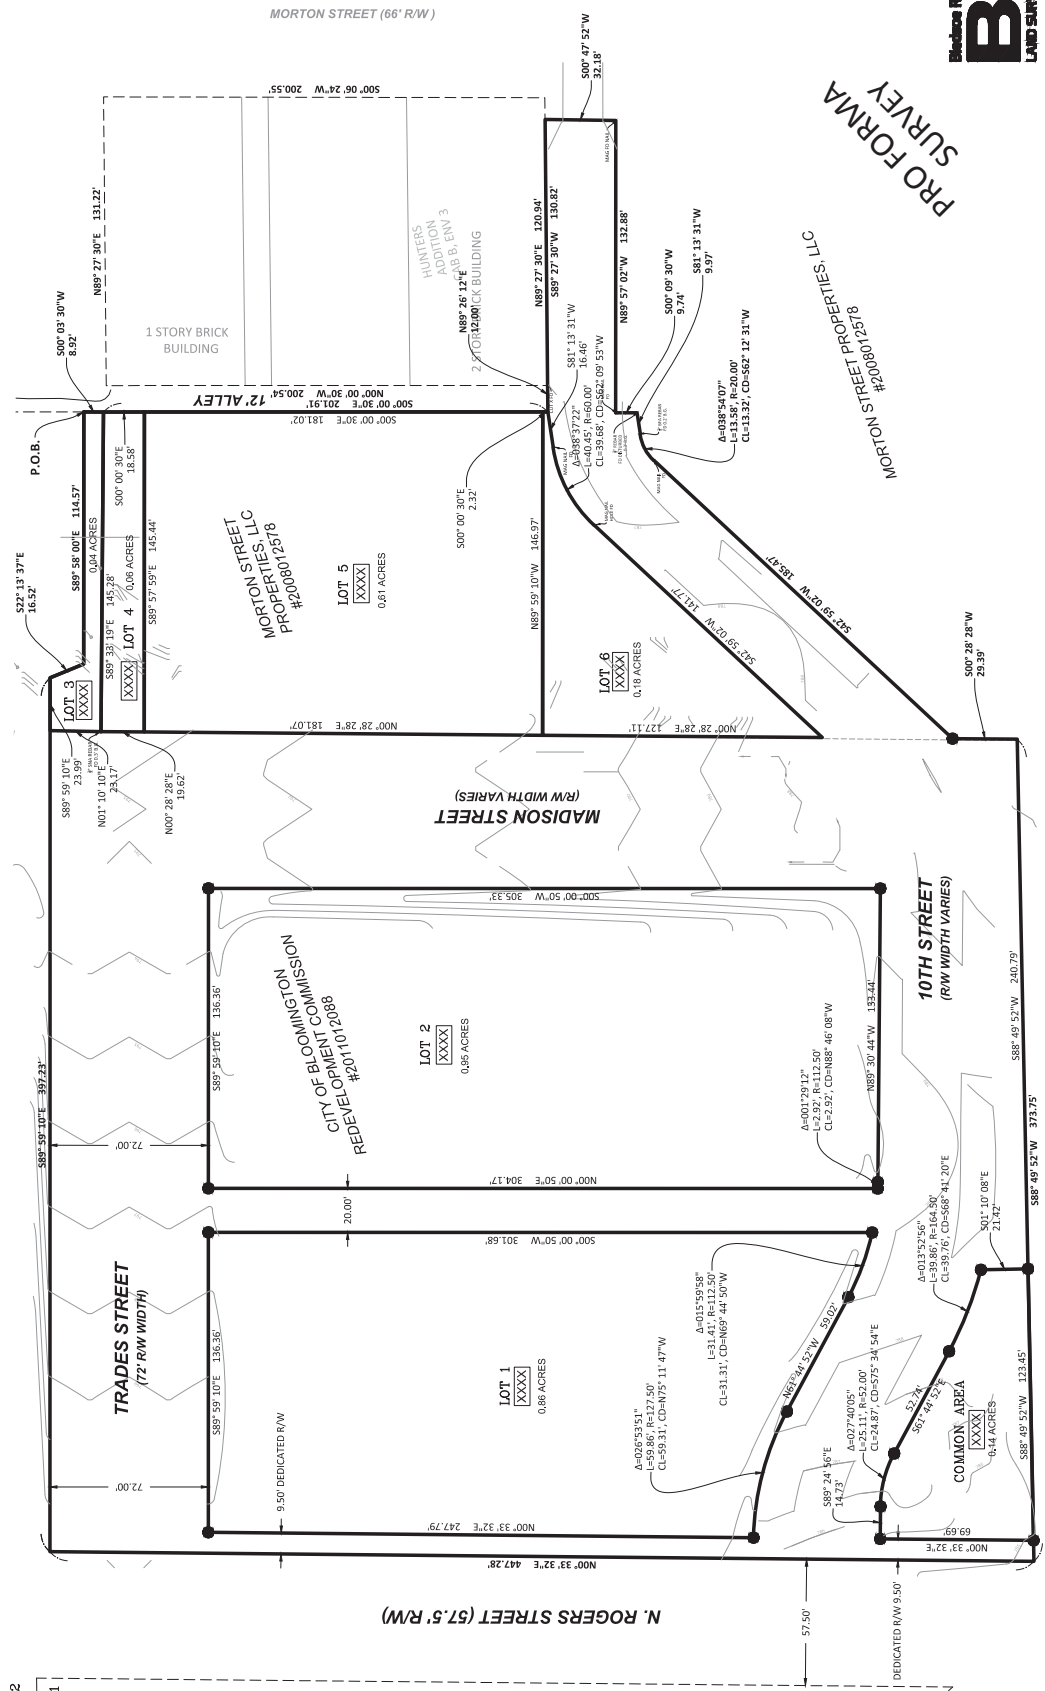 MORTON STREET (66' R/W )
Bledsoe R
B
LAND SUR
PRO FORMA
SURVEY
S00° 06' 24"W 200.55'
S00° 47' 52"W
32.18'
N89° 27' 30"E 131.22'
HUNTERS
ADDITION
CAB B, ENV 3
1 STORY BRICK
BUILDING
2 STORY BRICK BUILDING
N89° 26' 12"E
12.00'
N89° 27' 30"E 120.94'
S89° 27' 30"W 130.82'
MAG FD NAIL
N89° 57' 02"W 132.88'
S00° 03' 30"W
8.92'
P.O.B.
12' ALLEY
N00° 00' 30"W 200.54'
S00° 00' 30"E 201.91'
S00° 00' 30"E 181.02'
S81° 13' 31"W
16.46'
Δ=038°37'22"
L=40.45', R=60.00'
CL=39.68', CD=S62° 09' 53"W
S00° 09' 30"W
9.74'
S81° 13' 31"W
9.97'
Δ=038°54'07"
L=13.58', R=20.00'
CL=13.32', CD=S62° 12' 31"W
MORTON STREET PROPERTIES, LLC
#2008012578
S22° 13' 37"E
16.52'
S89° 58' 00"E 114.57'
0.04 ACRES
S00° 00' 30"E
18.58'
S89° 33' 19"E 145.28'
LOT 3
XXXX
LOT 4
XXXX
0.06 ACRES
S89° 57' 59"E 145.44'
MORTON STREET
PROPERTIES, LLC
#2008012578
LOT 5
XXXX
0.61 ACRES
S00° 00' 30"E
2.32'
N89° 59' 10"W 146.97'
LOT 6
XXXX
0.18 ACRES
S42° 59' 02"W 141.77'
S42° 59' 02"W 185.47'
S00° 28' 28"W
29.39'
N00° 28' 28"E 181.07'
N00° 28' 28"E 127.11'
S89° 59' 10"E
23.99'
N01° 10' 10"E
23.17'
N00° 28' 28"E
19.62'
MADISON STREET
(R/W WIDTH VARIES)
S89° 59' 10"E 397.23'
S00° 00' 50"W 305.33'
CITY OF BLOOMINGTON
REDEVELOPMENT COMMISSION
#2011012088
S89° 59' 10"E 136.36'
LOT 2
XXXX
0.95 ACRES
N89° 30' 44"W 133.44'
10TH STREET
(R/W WIDTH VARIES)
S88° 49' 52"W 240.79'
S88° 49' 52"W 373.75'
Δ=001°29'12"
L=2.92', R=112.50'
CL=2.92', CD=N88° 46' 08"W
72.00'
N00° 00' 50"E 304.17'
20.00'
S00° 00' 50"W 301.68'
S01° 10' 08"E
21.42'
Δ=013°52'56"
L=39.86', R=164.50'
CL=39.76', CD=S68° 41' 20"E
TRADES STREET
(72' R/W WIDTH)
S89° 59' 10"E 136.36'
LOT 1
XXXX
0.86 ACRES
Δ=015°59'58"
L=31.41', R=112.50'
CL=31.31', CD=N69° 44' 50"W
N61° 44' 52"W 59.02'
Δ=026°53'51"
L=59.86', R=127.50'
CL=59.31', CD=N75° 11' 47"W
52.74'
S61° 44' 52"E
Δ=027°40'05"
L=25.11', R=52.00'
CL=24.87', CD=S75° 34' 54"E
COMMON AREA
XXXX
0.14 ACRES
S88° 49' 52"W 123.45'
S89° 24' 56"E
14.73'
72.00'
9.50' DEDICATED R/W
N00° 33' 32"E 247.79'
N00° 33' 32"E 69.69'
N00° 33' 32"E 447.28'
N. ROGERS STREET (57.5' R/W)
57.50'
DEDICATED R/W 9.50'
2
1